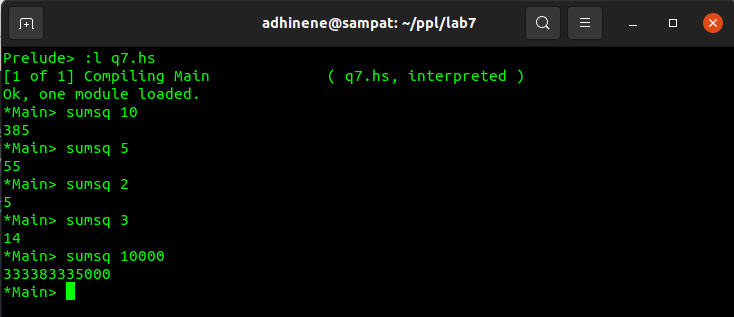 adhinene@sampat: ~/ppl/lab7
Prelude> :l q7.hs
[1 of 1] Compiling Main             ( q7.hs, interpreted )
Ok, one module loaded.
*Main> sumsq 10
385
*Main> sumsq 5
55
*Main> sumsq 2
5
*Main> sumsq 3
14
*Main> sumsq 10000
333383335000
*Main>